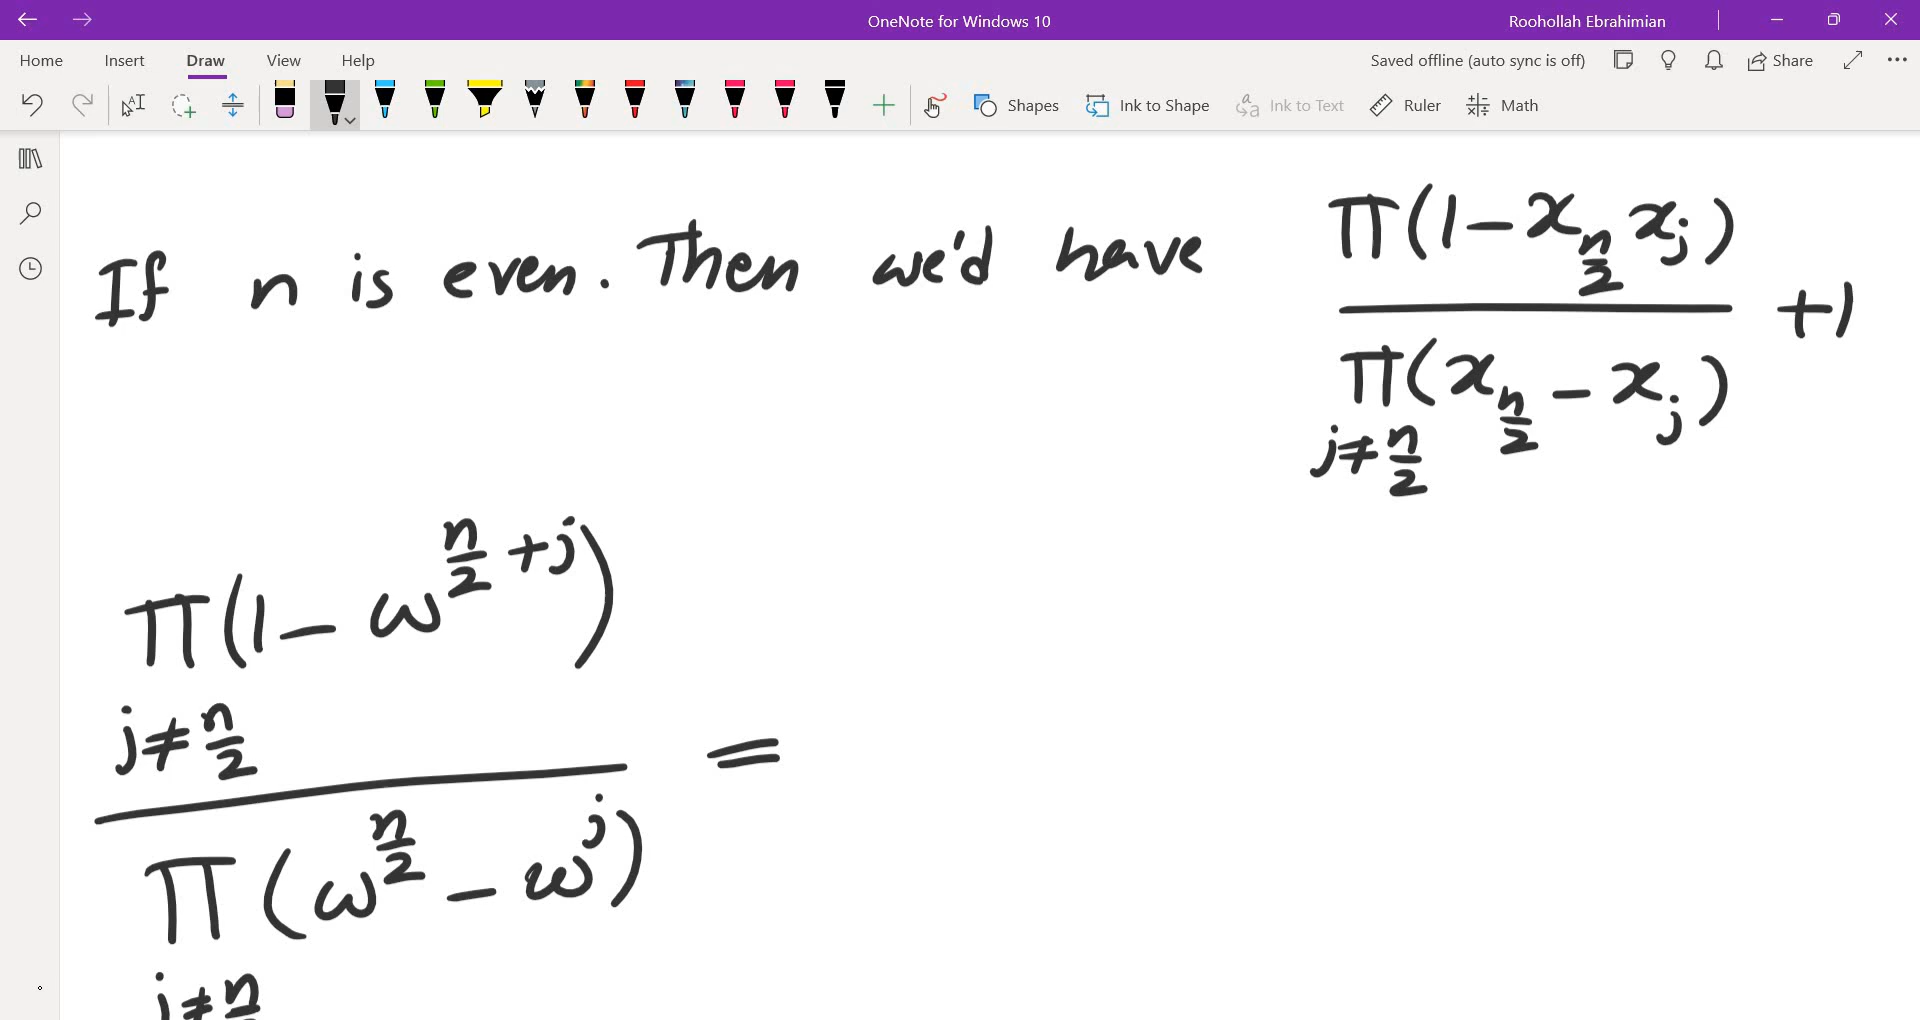 OneNote for Windows 10
Roohollah Ebrahimian
Home Insert Draw View Help
Saved offline (auto sync is off) Share
Shapes Ink to Shape Ink to Text Ruler Math
If n is even. Then we'd have ∏(1-x_{n/2} x_j) / ∏_{j≠n/2}(x_{n/2} - x_j) +1
∏_{j≠n/2}(1 - ω^{n/2 + j}) / ∏_{j≠n/2}(ω^{n/2} - ω^j) =